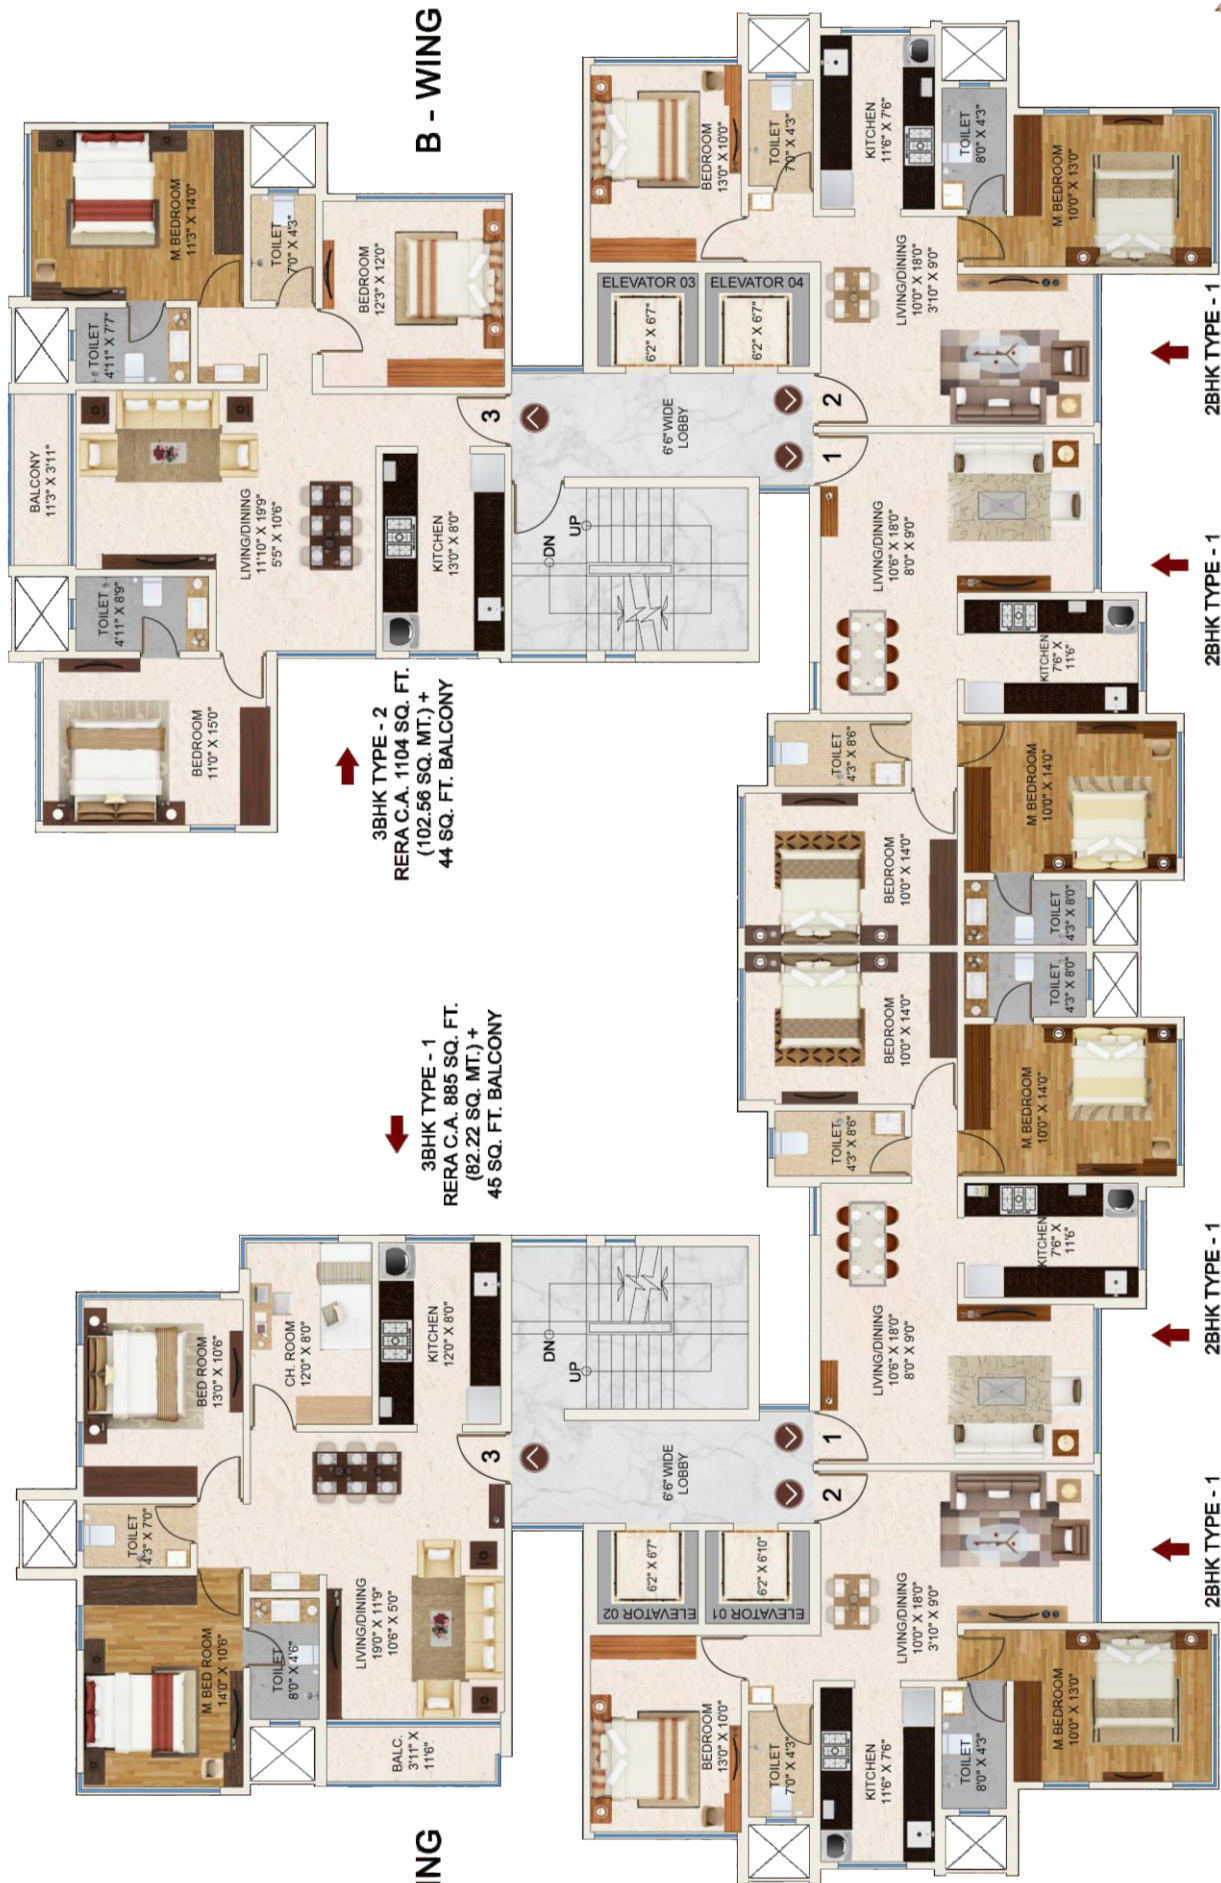 B - WING
M. BEDROOM
11'3" X 14'0"
TOILET
7'0" X 4'3"
BEDROOM
12'3" X 12'0"
TOILET
4'11" X 7'7"
BALCONY
11'3" X 3'11"
LIVING/DINING
11'10" X 19'9"
5'5" X 10'6"
TOILET
4'11" X 8'9"
KITCHEN
13'0" X 8'0"
BEDROOM
11'0" X 15'0"
3
3BHK TYPE - 2
RERA C.A. 1104 SQ. FT.
(102.56 SQ. MT.) +
44 SQ. FT. BALCONY
BEDROOM
13'0" X 10'0"
TOILET
7'0" X 4'3"
KITCHEN
11'6" X 7'6"
TOILET
8'0" X 4'3"
M. BEDROOM
10'0" X 13'0"
ELEVATOR 03
6'2" X 6'7"
ELEVATOR 04
6'2" X 6'7"
LIVING/DINING
10'0" X 18'0"
3'10" X 9'0"
2BHK TYPE - 1
6'6" WIDE
LOBBY
2
1
DN
UP
LIVING/DINING
10'6" X 18'0"
8'0" X 9'0"
KITCHEN
7'6" X
11'6"
2BHK TYPE - 1
TOILET
4'3" X 8'6"
M. BEDROOM
10'0" X 14'0"
BEDROOM
10'0" X 14'0"
TOILET
4'3" X 8'0"
TOILET
4'3" X 8'0"
BEDROOM
10'0" X 14'0"
M. BEDROOM
10'0" X 14'0"
TOILET
4'3" X 8'6"
KITCHEN
7'6" X
11'6"
LIVING/DINING
10'6" X 18'0"
8'0" X 9'0"
2BHK TYPE - 1
3BHK TYPE - 1
RERA C.A. 885 SQ. FT.
(82.22 SQ. MT.) +
45 SQ. FT. BALCONY
BED ROOM
13'0" X 10'6"
CH. ROOM
12'0" X 8'0"
KITCHEN
12'0" X 8'0"
DN
UP
3
TOILET
4'3" X 7'0"
M.BED ROOM
14'0" X 10'6"
TOILET
8'0" X 4'6"
LIVING/DINING
19'0" X 11'9"
10'6" X 5'0"
BALC.
3'11" X
11'6"
6'6" WIDE
LOBBY
1
2
6'2" X 6'7"
ELEVATOR 02
6'2" X 6'10"
ELEVATOR 01
LIVING/DINING
10'0" X 18'0"
3'10" X 9'0"
2BHK TYPE - 1
BEDROOM
13'0" X 10'0"
TOILET
7'0" X 4'3"
KITCHEN
11'6" X 7'6"
TOILET
8'0" X 4'3"
M. BEDROOM
10'0" X 13'0"
ING